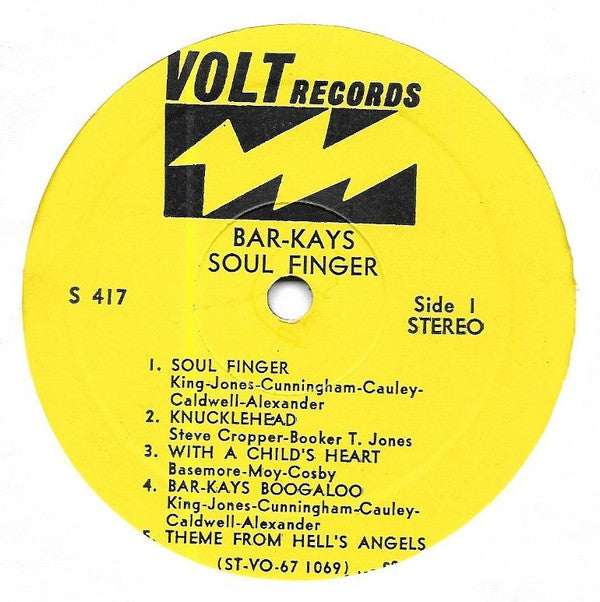 VOLT RECORDS
BAR-KAYS
SOUL FINGER
S 417
Side 1
STEREO
1. SOUL FINGER
King-Jones-Cunningham-Cauley-
Caldwell-Alexander
2. KNUCKLEHEAD
Steve Cropper-Booker T. Jones
3. WITH A CHILD'S HEART
Basemore-Moy-Cosby
4. BAR-KAYS BOOGALOO
King-Jones-Cunningham-Cauley-
Caldwell-Alexander
5. THEME FROM HELL'S ANGELS
(ST-VO-67 1069)